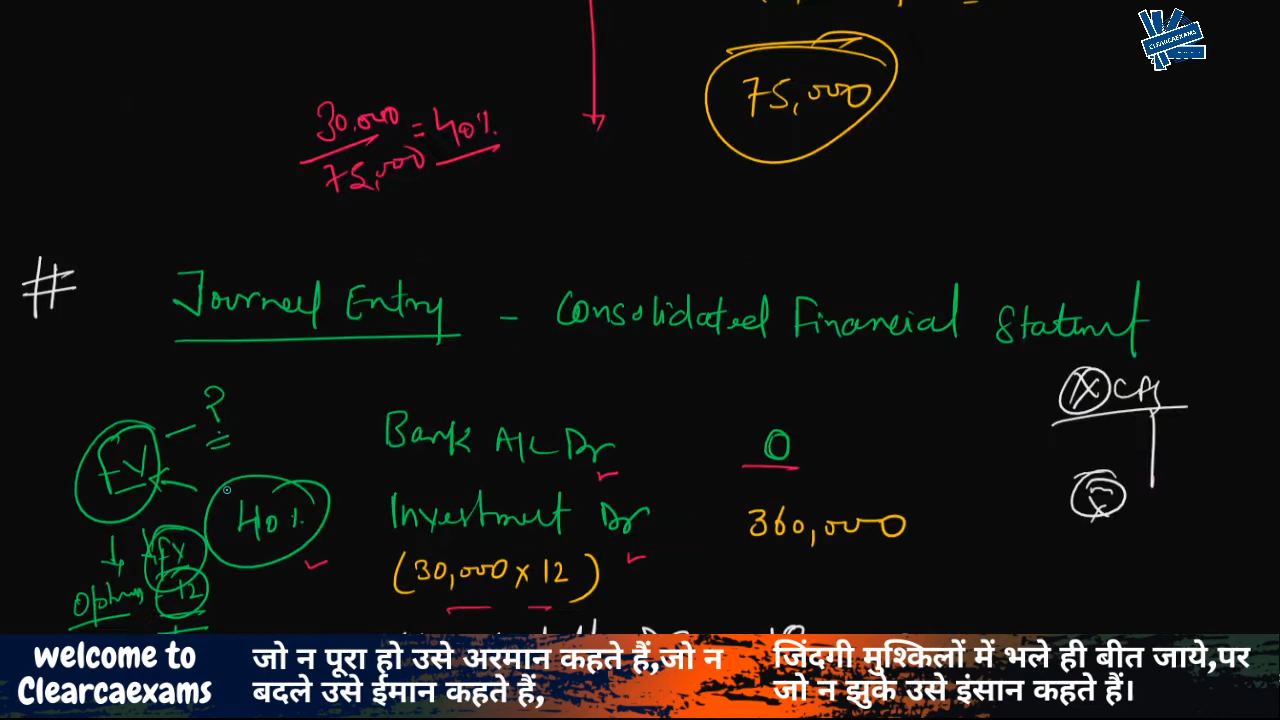 CLEARCAEXAMS
75,000
30,000 = 40%
75,000
# Journal Entry - Consolidated Financial Statement
?
X CFS
FV
Bank A/c Dr 0
40%
Investment Dr 360,000
FV
(30,000 x 12)
12
welcome to
Clearcaexams
जो न पूरा हो उसे अरमान कहते हैं,जो न
बदले उसे ईमान कहते हैं,
जिंदगी मुश्किलों में भले ही बीत जाये,पर
जो न झुके उसे इंसान कहते हैं।